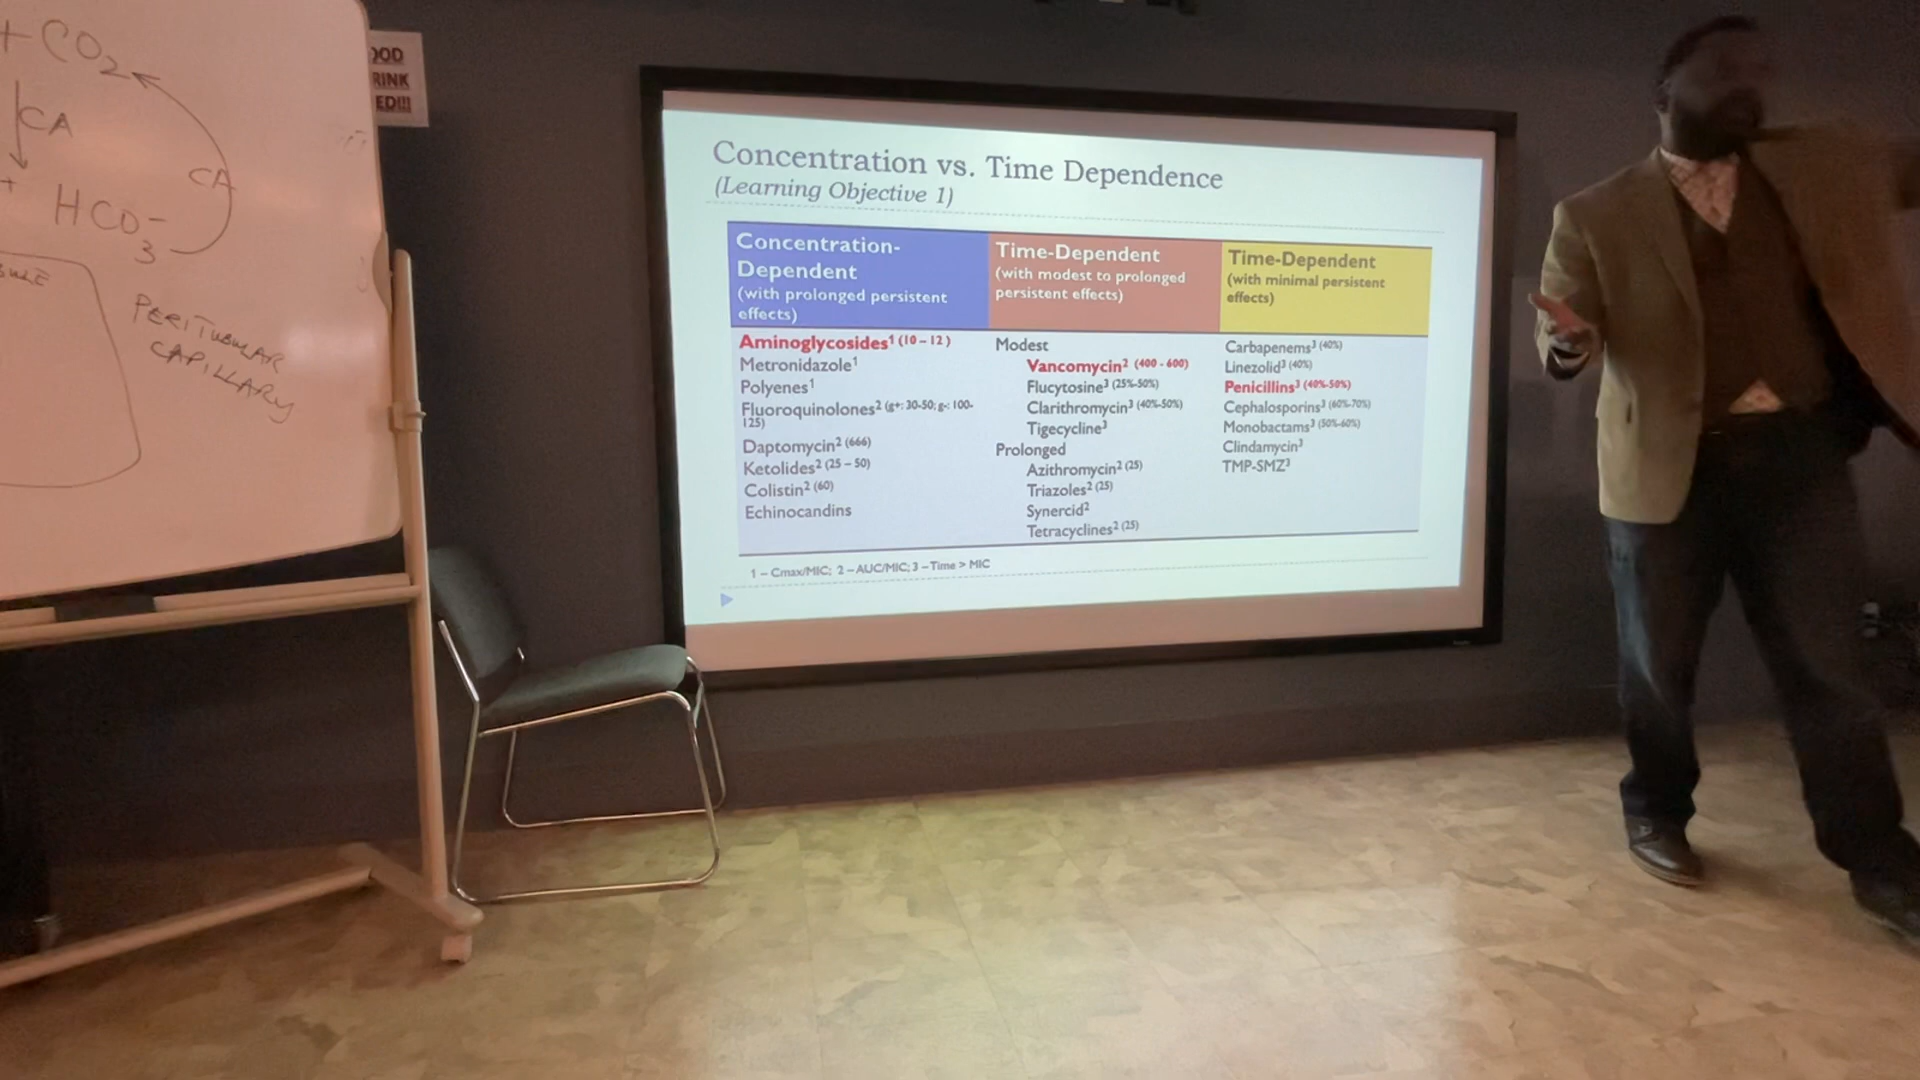 + CO2
CA
CA
+ HCO3-
PERITUBULAR
CAPILLARY
OOD
RINK
ED!!!
Concentration vs. Time Dependence
(Learning Objective 1)
Concentration-
Dependent
(with prolonged persistent
effects)
Aminoglycosides¹ (10 – 12)
Metronidazole¹
Polyenes¹
Fluoroquinolones² (g+: 30-50; g-: 100-
125)
Daptomycin² (666)
Ketolides² (25 – 50)
Colistin² (60)
Echinocandins
Time-Dependent
(with modest to prolonged
persistent effects)
Modest
Vancomycin² (400 - 600)
Flucytosine³ (25%-50%)
Clarithromycin³ (40%-50%)
Tigecycline³
Prolonged
Azithromycin² (25)
Triazoles² (25)
Synercid²
Tetracyclines² (25)
Time-Dependent
(with minimal persistent
effects)
Carbapenems³ (40%)
Linezolid³ (40%)
Penicillins³ (40%-50%)
Cephalosporins³ (60%-70%)
Monobactams³ (50%-60%)
Clindamycin³
TMP-SMZ³
1 – Cmax/MIC; 2 – AUC/MIC; 3 – Time > MIC